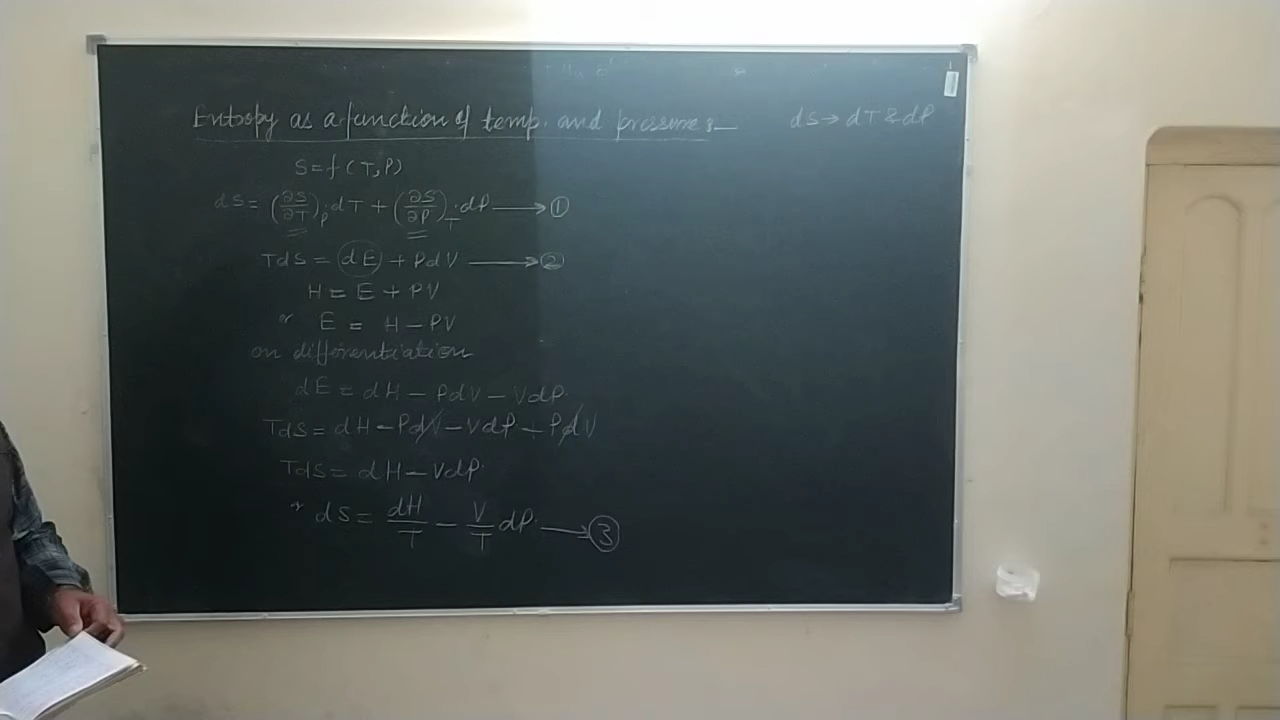 Entropy as a function of temp. and pressure :—
dS → dT & dP
S = f (T, P)
dS = (∂S/∂T)_P . dT + (∂S/∂P)_T . dP ⟶ ①
TdS = dE + PdV ⟶ ②
H = E + PV
or E = H − PV
on differentiation
dE = dH − PdV − VdP.
TdS = dH − PdV − VdP − PdV
TdS = dH − VdP.
or dS = dH/T − V/T dP. ⟶ ③